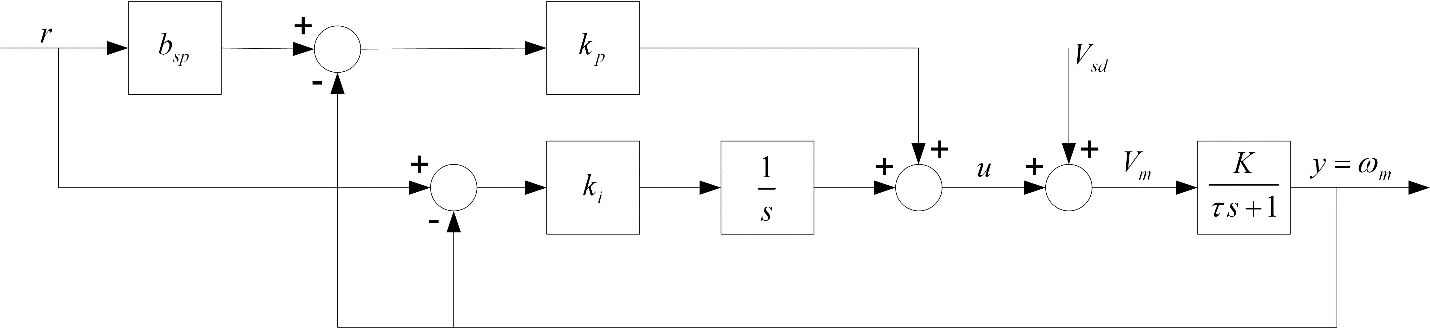 r
b_sp
+
-
k_p
V_sd
+
-
k_i
1/s
+
+
u
+
+
V_m
K/(τs+1)
y = ω_m